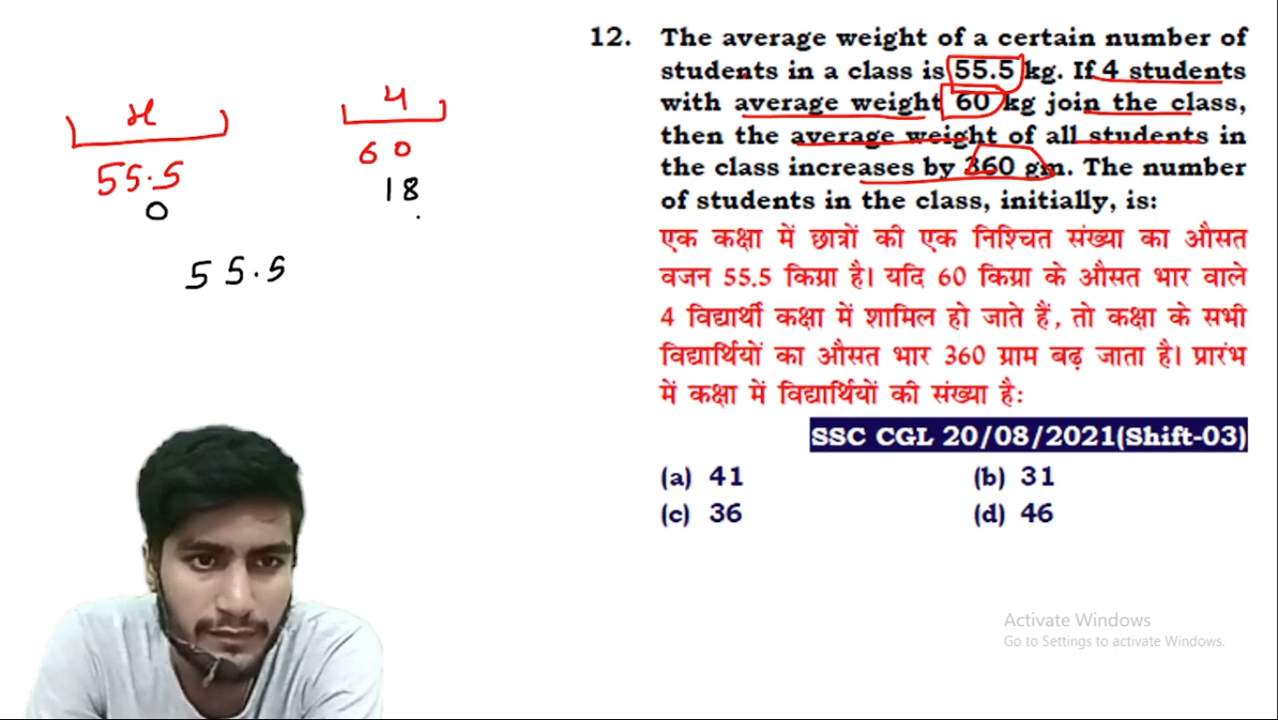 x
4
55.5
60
0
18
55.5
12. The average weight of a certain number of
students in a class is 55.5 kg. If 4 students
with average weight 60 kg join the class,
then the average weight of all students in
the class increases by 360 gm. The number
of students in the class, initially, is:
एक कक्षा में छात्रों की एक निश्चित संख्या का औसत
वजन 55.5 किग्रा है। यदि 60 किग्रा के औसत भार वाले
4 विद्यार्थी कक्षा में शामिल हो जाते हैं, तो कक्षा के सभी
विद्यार्थियों का औसत भार 360 ग्राम बढ़ जाता है। प्रारंभ
में कक्षा में विद्यार्थियों की संख्या है:
SSC CGL 20/08/2021(Shift-03)
(a) 41 (b) 31
(c) 36 (d) 46
Activate Windows
Go to Settings to activate Windows.